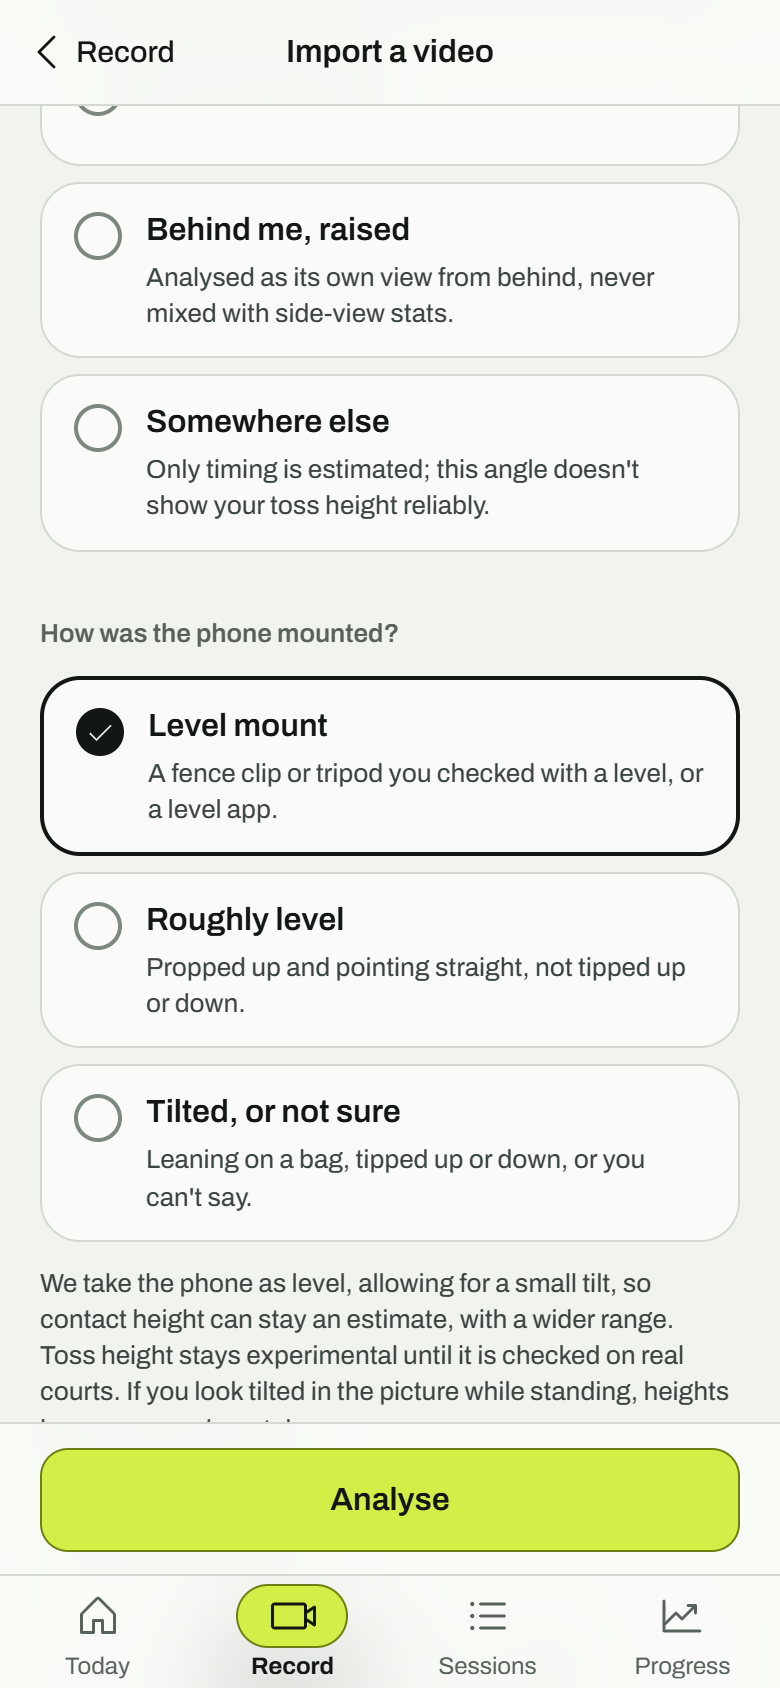 Record
Import a video
Behind me, raised
Analysed as its own view from behind, never
mixed with side-view stats.
Somewhere else
Only timing is estimated; this angle doesn't
show your toss height reliably.
How was the phone mounted?
Level mount
A fence clip or tripod you checked with a level, or
a level app.
Roughly level
Propped up and pointing straight, not tipped up
or down.
Tilted, or not sure
Leaning on a bag, tipped up or down, or you
can't say.
We take the phone as level, allowing for a small tilt, so
contact height can stay an estimate, with a wider range.
Toss height stays experimental until it is checked on real
courts. If you look tilted in the picture while standing, heights
Analyse
Today
Record
Sessions
Progress